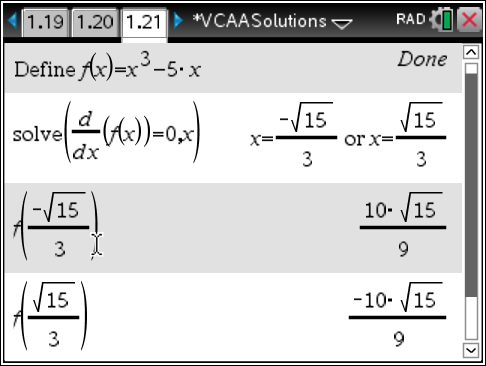 1.19 1.20 1.21 *VCAASolutions RAD
Define f(x)=x³−5·x Done
solve(d/dx(f(x))=0,x) x=−√15/3 or x=√15/3
f(−√15/3) 10·√15/9
f(√15/3) −10·√15/9